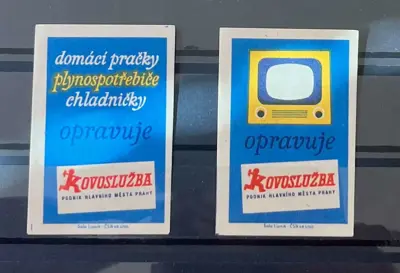 domácí pračky
plynospotřebiče
chladničky
opravuje
KOVOSLUŽBA
PODNIK HLAVNÍHO MĚSTA PRAHY
opravuje
KOVOSLUŽBA
PODNIK HLAVNÍHO MĚSTA PRAHY